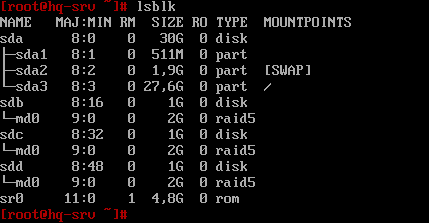 [root@hq-srv ~]# lsblk
NAME   MAJ:MIN RM  SIZE RO TYPE  MOUNTPOINTS
sda      8:0    0   30G  0 disk
├─sda1   8:1    0  511M  0 part
├─sda2   8:2    0  1,9G  0 part  [SWAP]
└─sda3   8:3    0 27,6G  0 part  /
sdb      8:16   0    1G  0 disk
└─md0    9:0    0    2G  0 raid5
sdc      8:32   0    1G  0 disk
└─md0    9:0    0    2G  0 raid5
sdd      8:48   0    1G  0 disk
└─md0    9:0    0    2G  0 raid5
sr0     11:0    1  4,8G  0 rom
[root@hq-srv ~]#